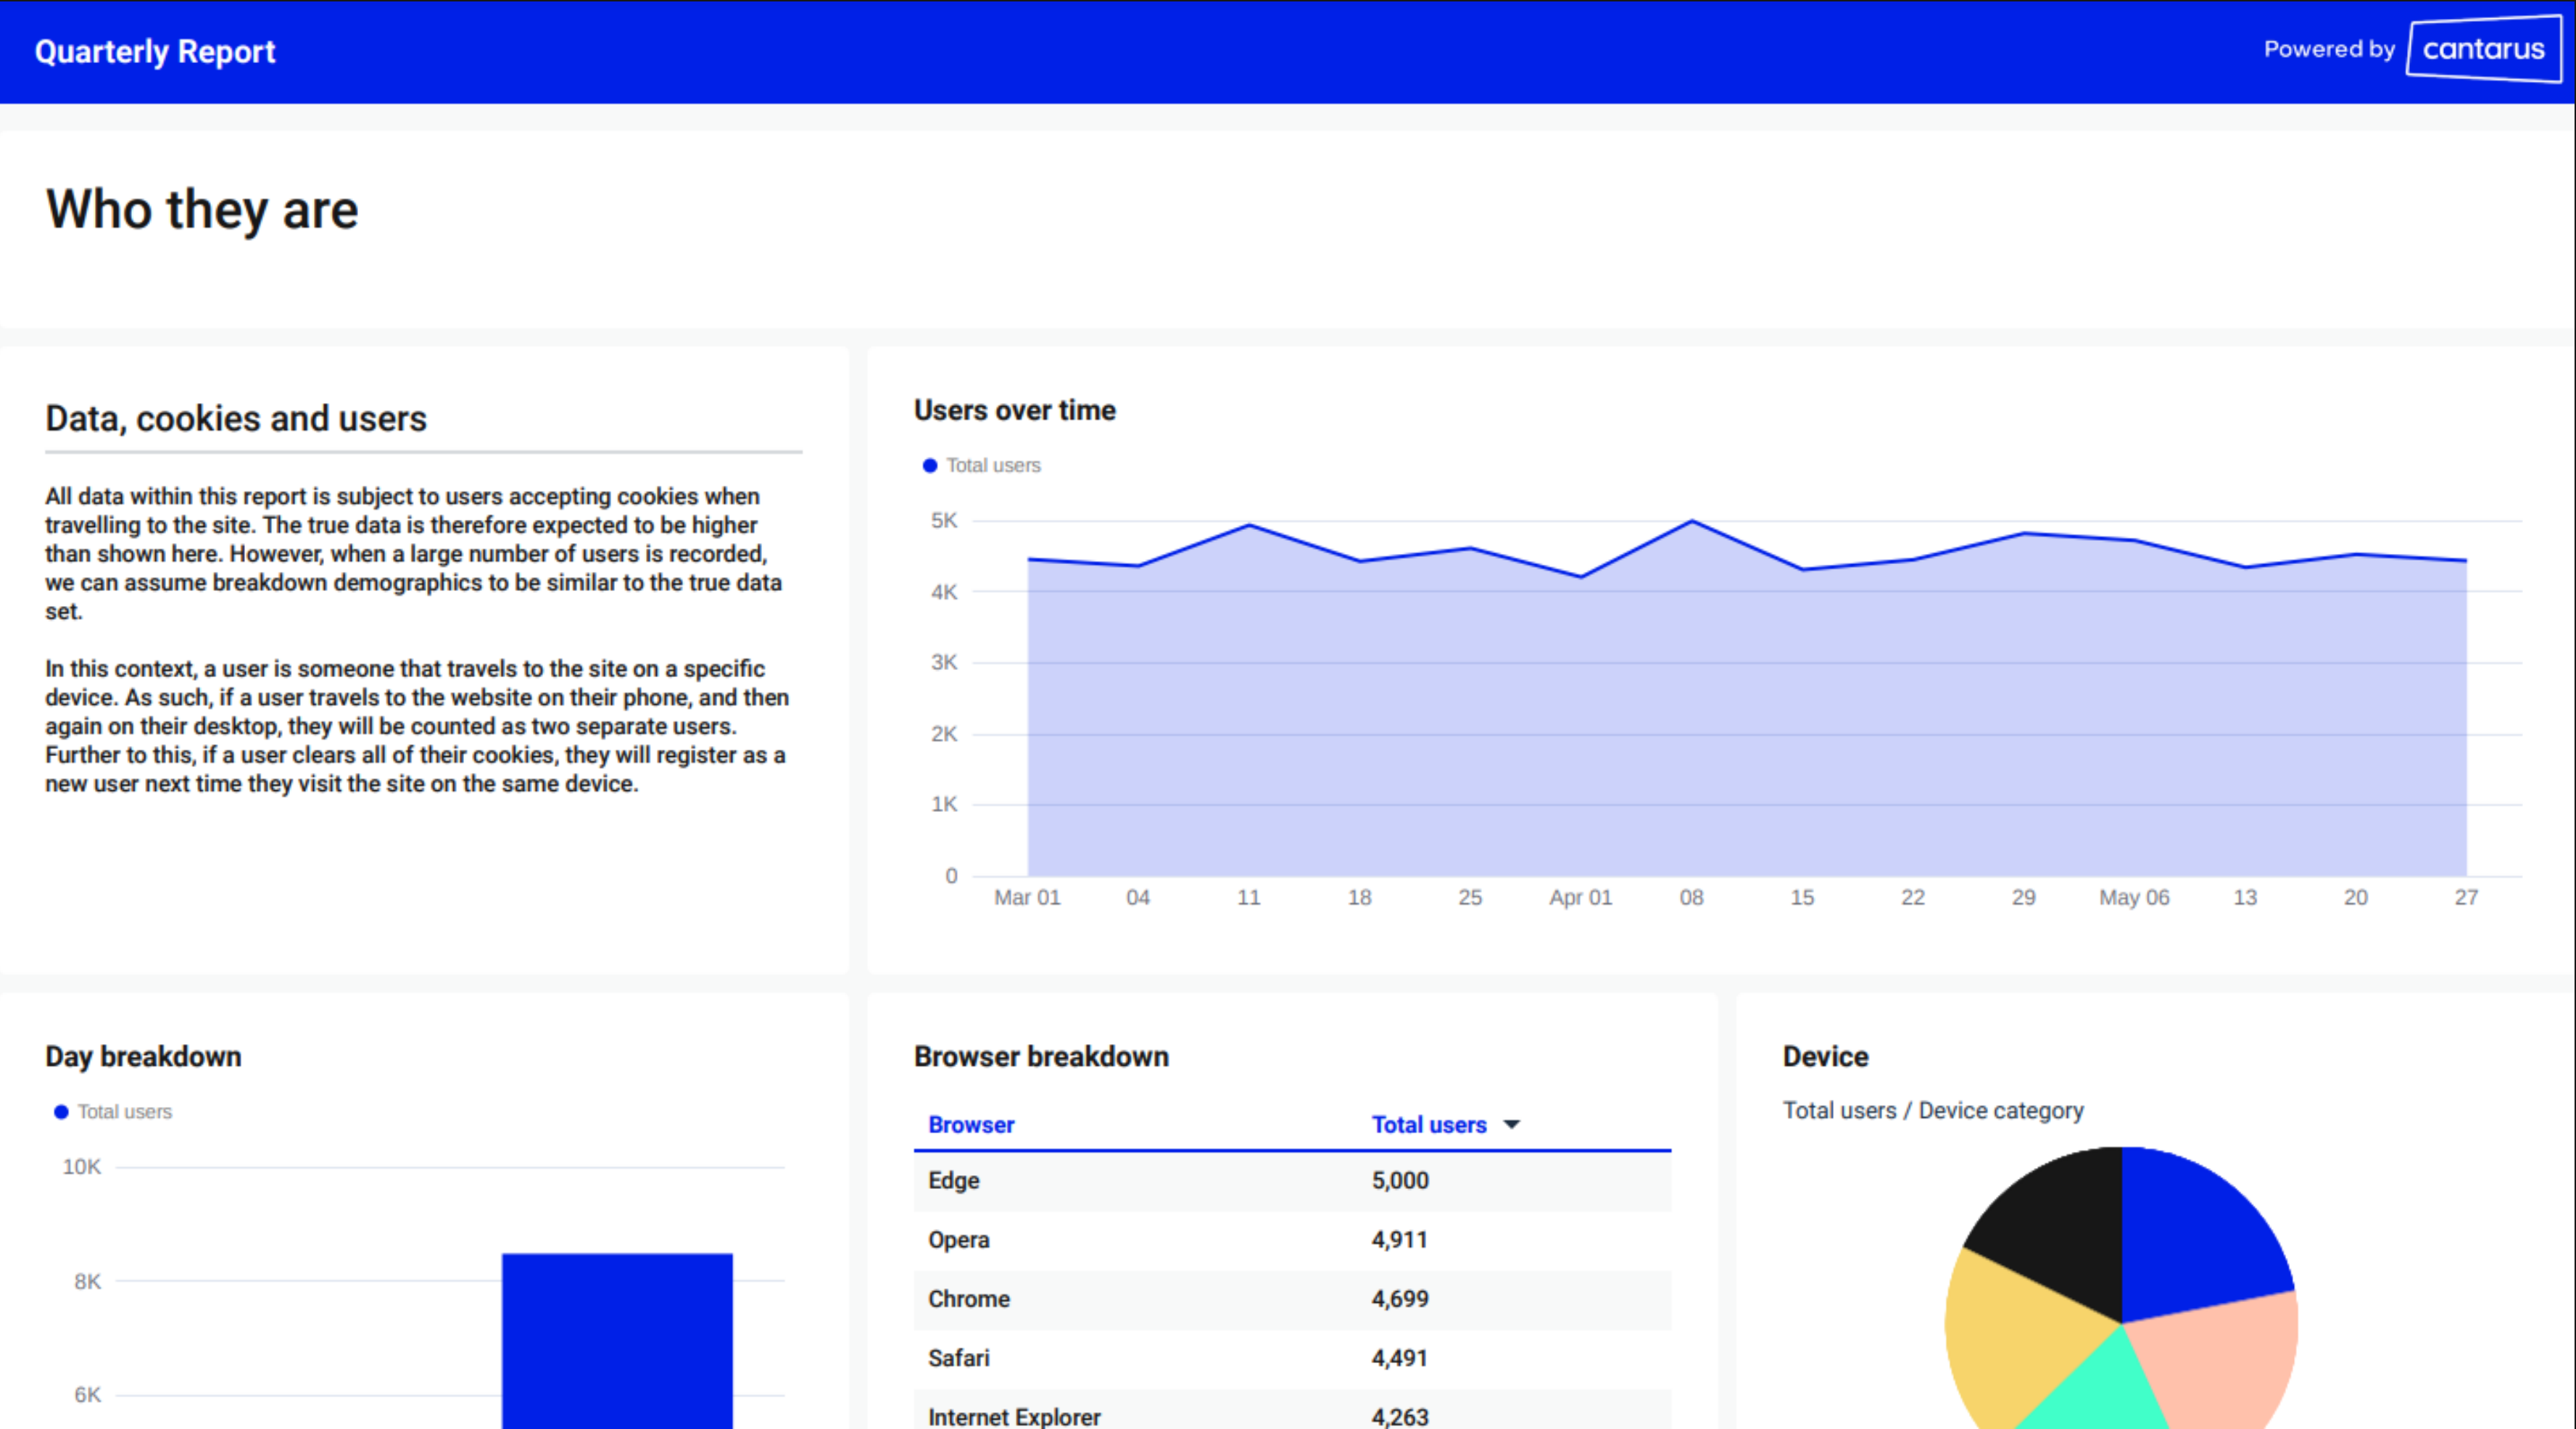 Quarterly Report
Powered by cantarus
Who they are
Data, cookies and users
All data within this report is subject to users accepting cookies when
travelling to the site. The true data is therefore expected to be higher
than shown here. However, when a large number of users is recorded,
we can assume breakdown demographics to be similar to the true data
set.
In this context, a user is someone that travels to the site on a specific
device. As such, if a user travels to the website on their phone, and then
again on their desktop, they will be counted as two separate users.
Further to this, if a user clears all of their cookies, they will register as a
new user next time they visit the site on the same device.
Users over time
Total users
5K
4K
3K
2K
1K
0
Mar 01 04 11 18 25 Apr 01 08 15 22 29 May 06 13 20 27
Day breakdown
Total users
10K
8K
6K
Browser breakdown
Browser Total users
Edge 5,000
Opera 4,911
Chrome 4,699
Safari 4,491
Internet Explorer 4,263
Device
Total users / Device category